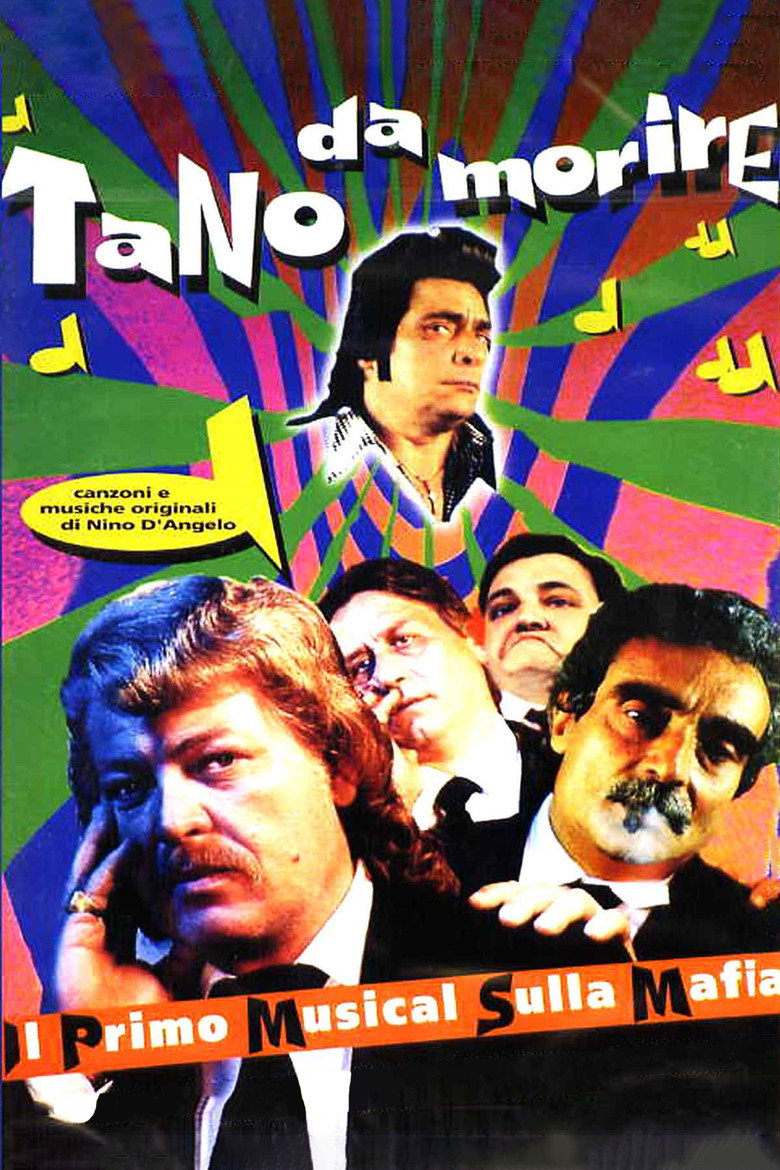 TaNo da moriRE
canzoni e
musiche originali
di Nino D'Angelo
Il Primo Musical Sulla Mafia